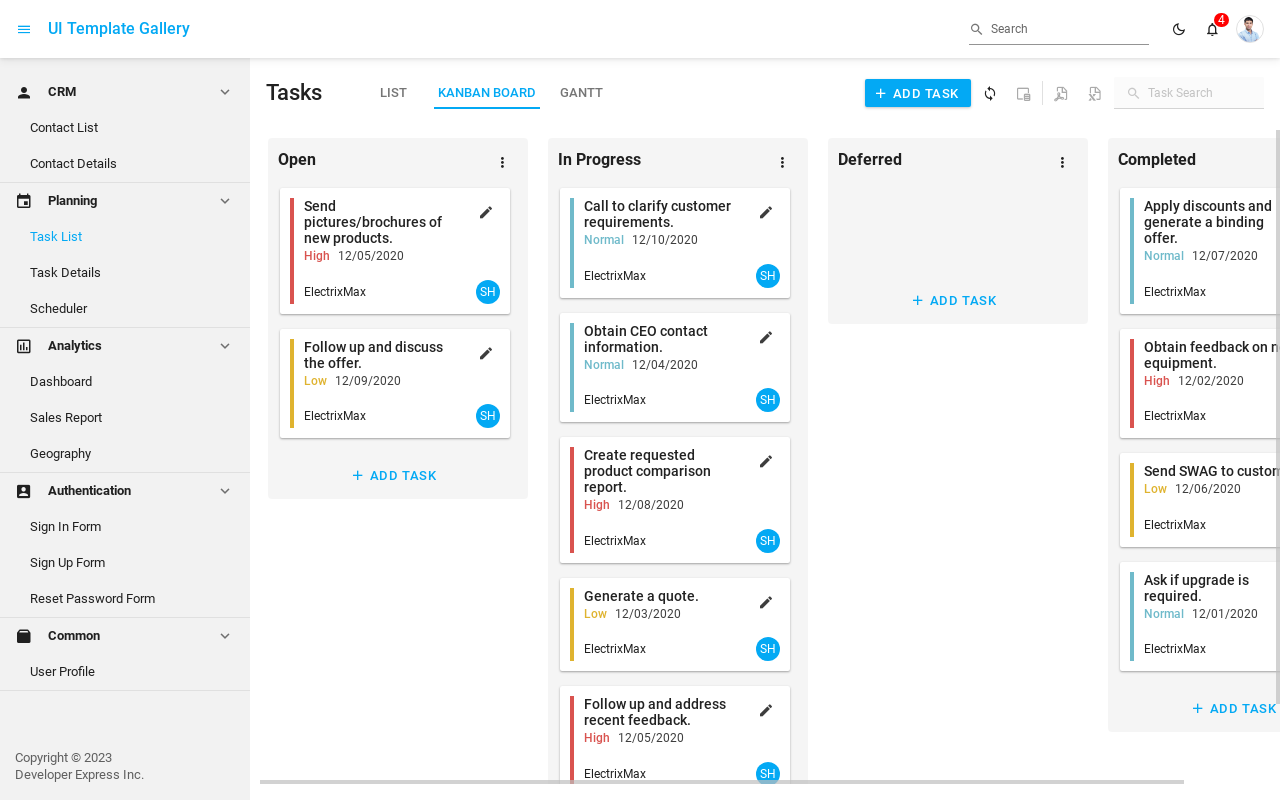 UI Template Gallery
Search
4
CRM
Contact List
Contact Details
Planning
Task List
Task Details
Scheduler
Analytics
Dashboard
Sales Report
Geography
Authentication
Sign In Form
Sign Up Form
Reset Password Form
Common
User Profile
Copyright © 2023
Developer Express Inc.
Tasks
LIST
KANBAN BOARD
GANTT
ADD TASK
Task Search
Open
Send
pictures/brochures of
new products.
High 12/05/2020
ElectrixMax
SH
Follow up and discuss
the offer.
Low 12/09/2020
ElectrixMax
SH
ADD TASK
In Progress
Call to clarify customer
requirements.
Normal 12/10/2020
ElectrixMax
SH
Obtain CEO contact
information.
Normal 12/04/2020
ElectrixMax
SH
Create requested
product comparison
report.
High 12/08/2020
ElectrixMax
SH
Generate a quote.
Low 12/03/2020
ElectrixMax
SH
Follow up and address
recent feedback.
High 12/05/2020
ElectrixMax
SH
Deferred
ADD TASK
Completed
Apply discounts and
generate a binding
offer.
Normal 12/07/2020
ElectrixMax
Obtain feedback on
equipment.
High 12/02/2020
ElectrixMax
Send SWAG to
Low 12/06/2020
ElectrixMax
Ask if upgrade is
required.
Normal 12/01/2020
ElectrixMax
ADD TASK